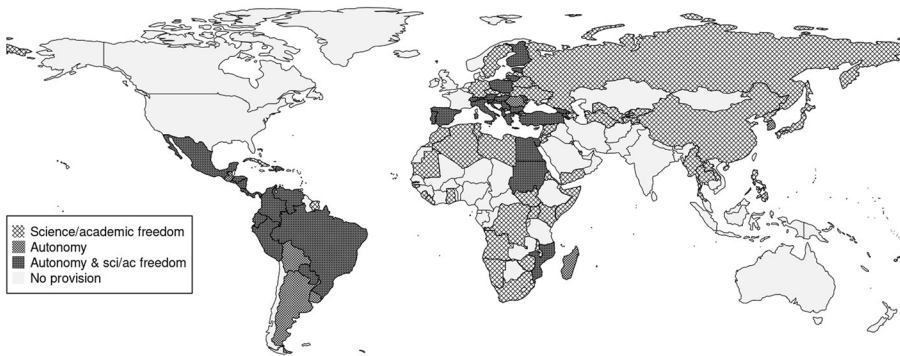 Science/academic freedom
Autonomy
Autonomy & sci/ac freedom
No provision